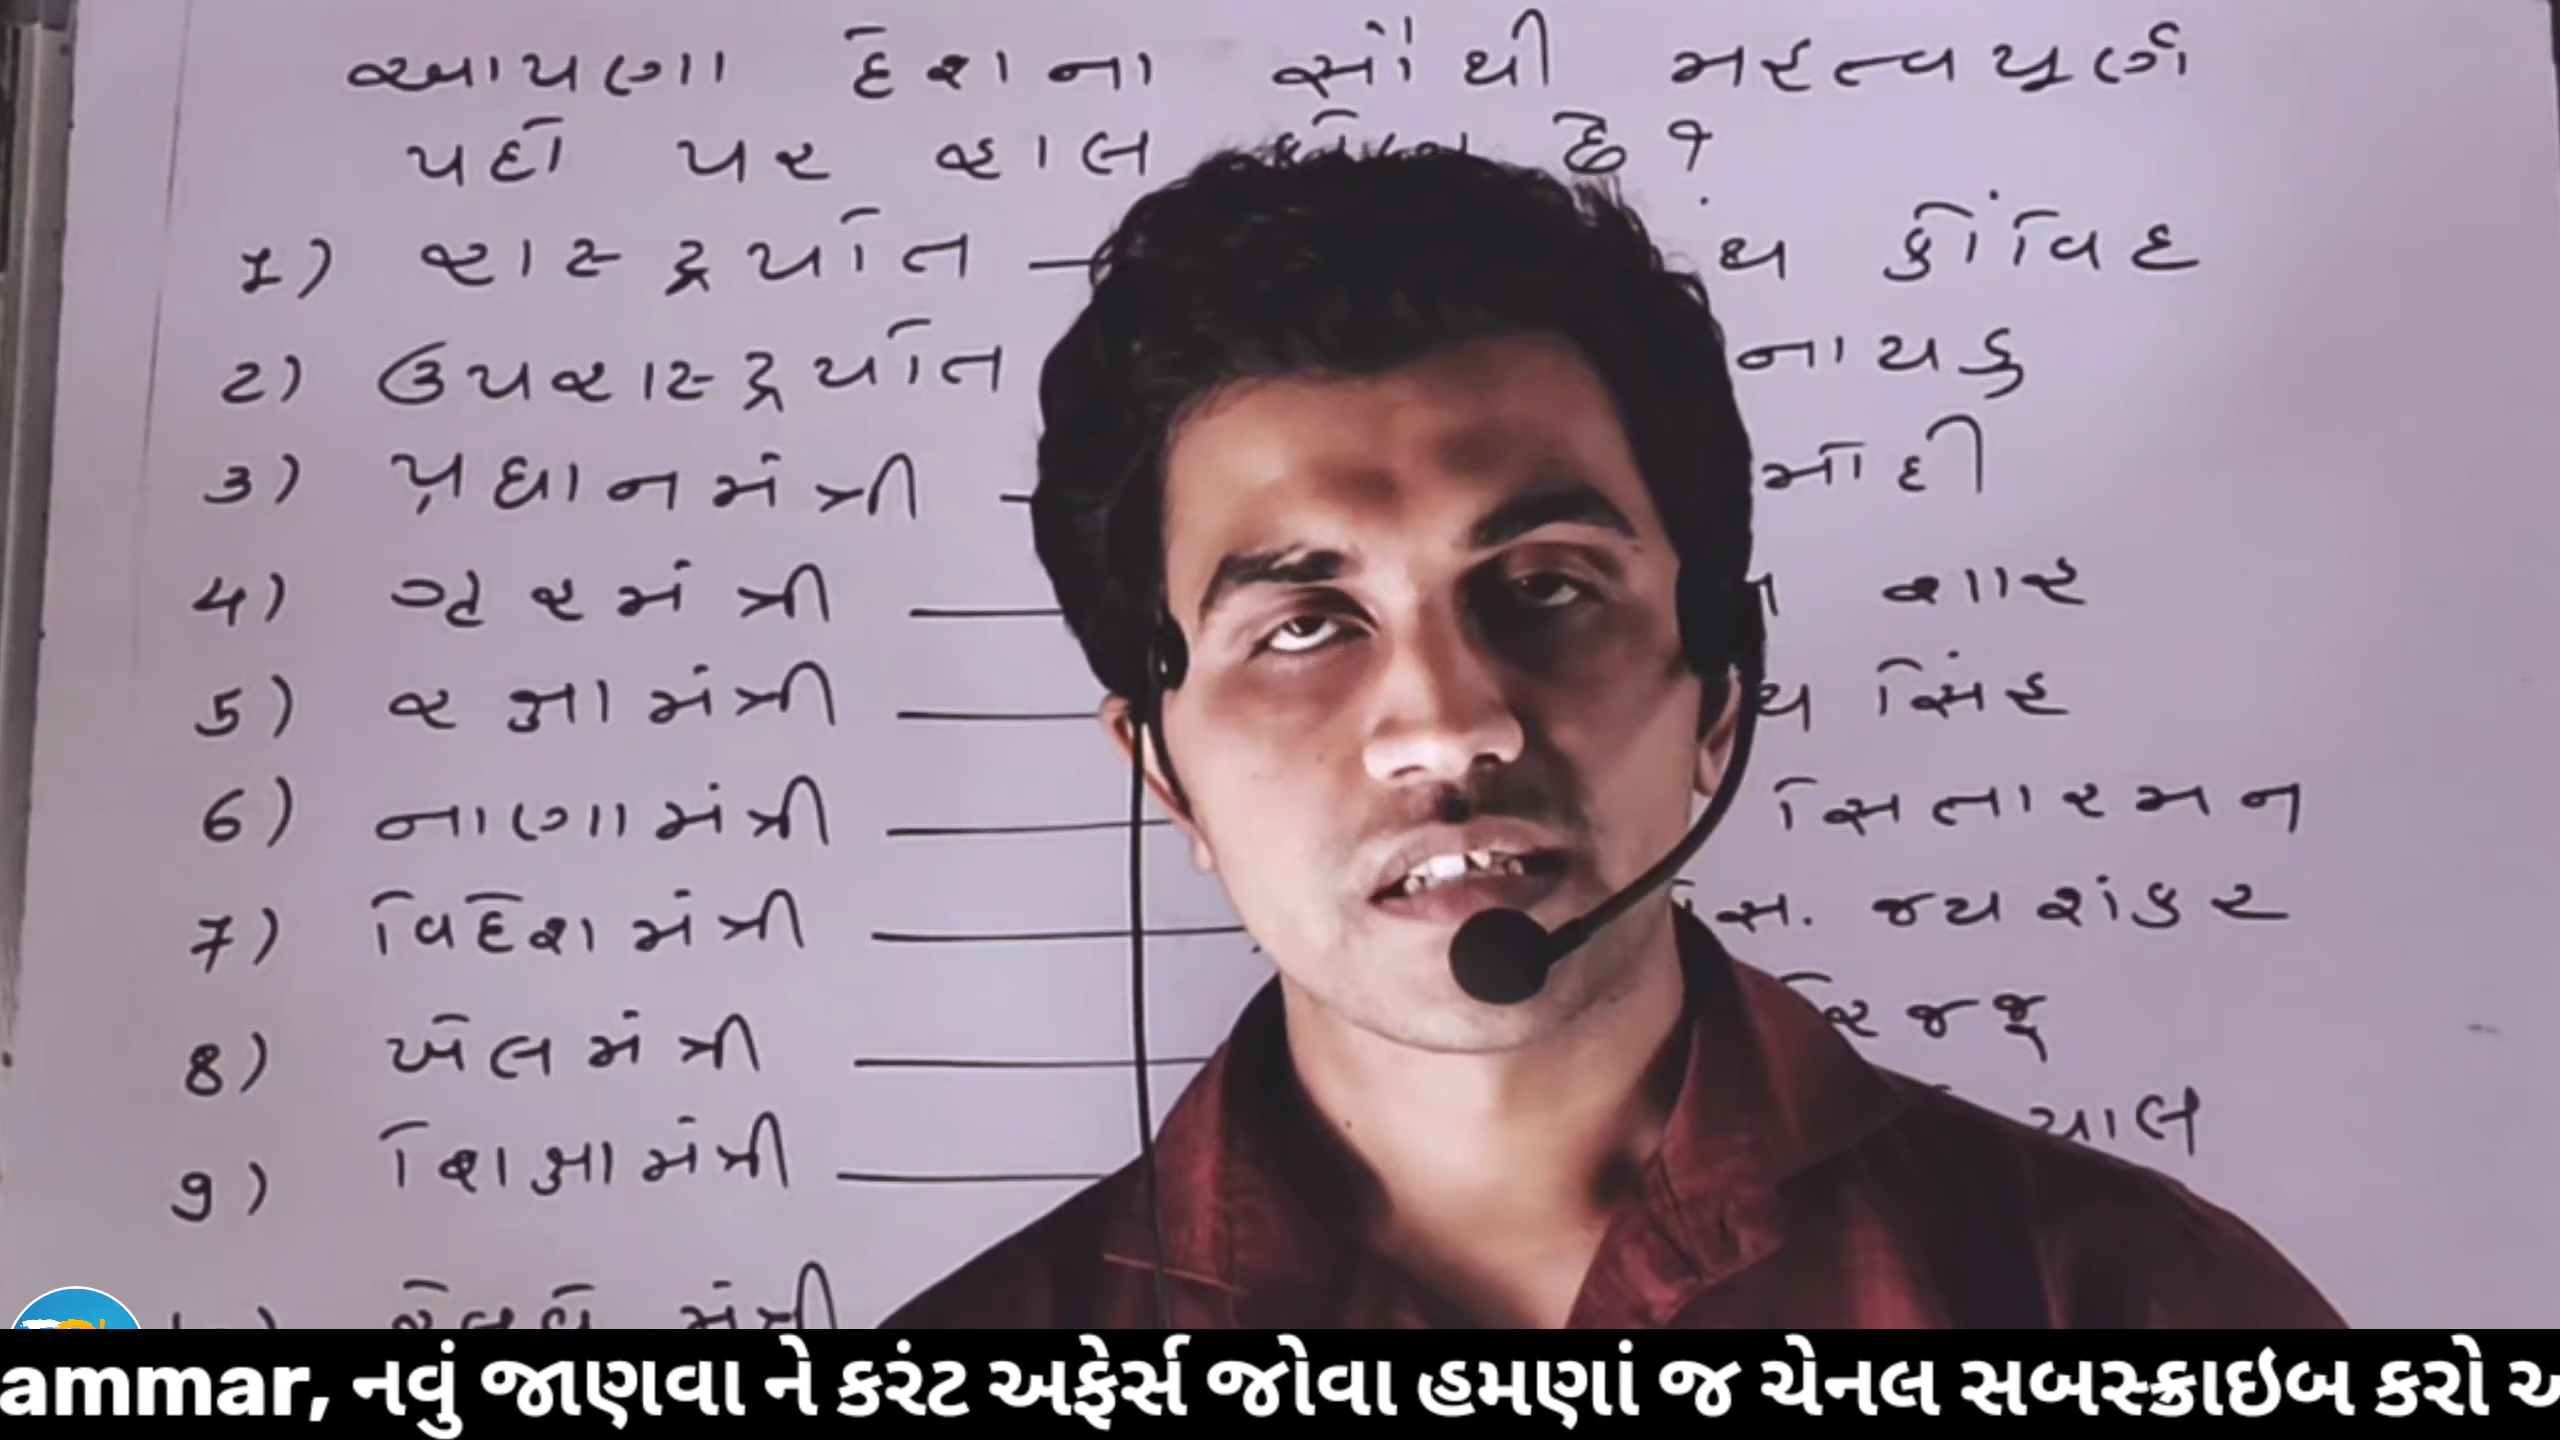 આપણા દેશના સૌથી મહત્વપૂર્ણ
પદો પર હાલ કોણ છે?
1) રાષ્ટ્રપતિ — થ કોંવિદ
2) ઉપરાષ્ટ્રપતિ નાયડુ
3) પ્રધાનમંત્રી - મોદી
4) ગૃહમંત્રી — શાહ
5) રક્ષામંત્રી — થ સિંહ
6) નાણામંત્રી — સિતારમન
7) વિદેશમંત્રી — એસ. જયશંકર
8) ખેલમંત્રી — રિજજૂ
9) શિક્ષામંત્રી —
રેલવે મંત્રી
ammar, નવું જાણવા ને કરંટ અફેર્સ જોવા હમણાં જ ચેનલ સબસ્ક્રાઇબ કરો